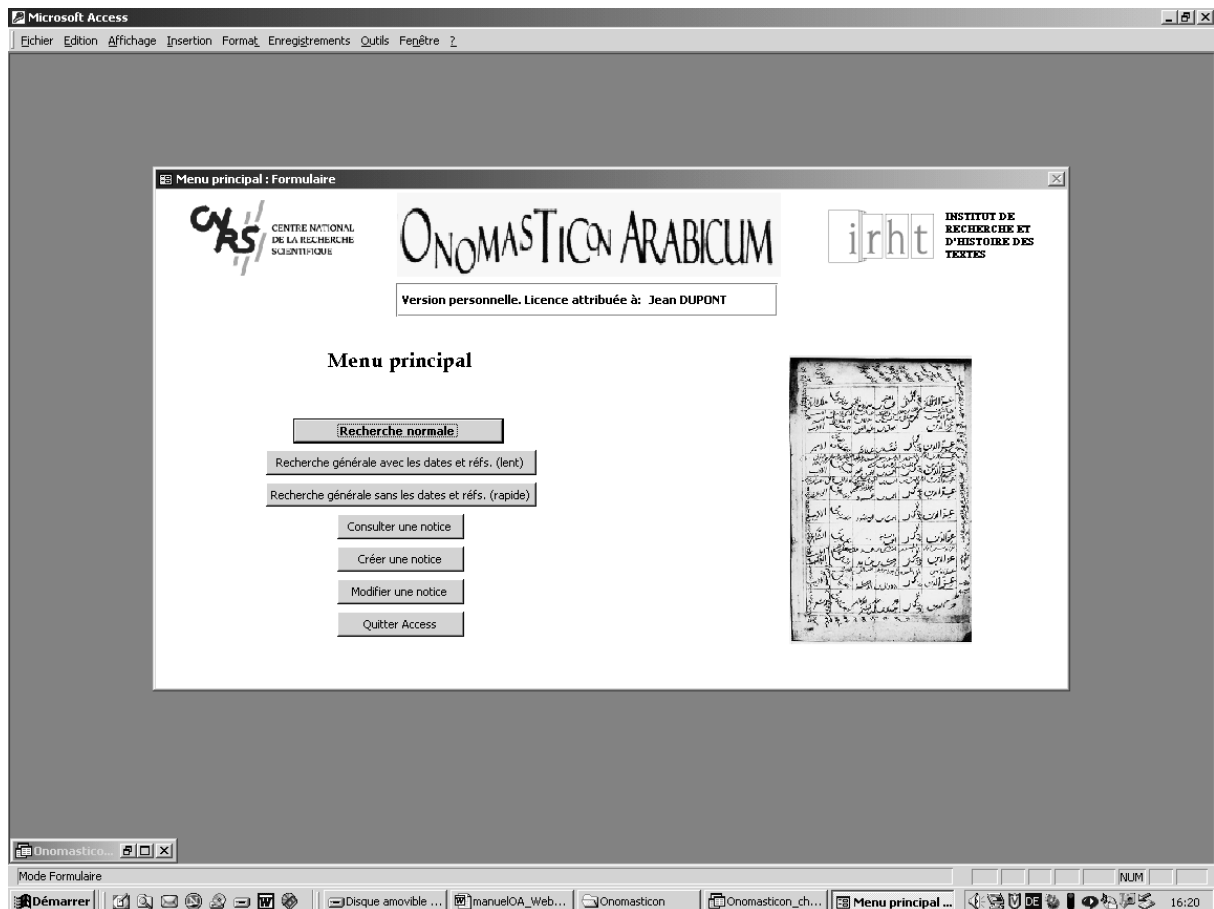 Microsoft Access
Fichier Edition Affichage Insertion Format Enregistrements Outils Fenêtre ?
Menu principal : Formulaire
CNRS
CENTRE NATIONAL
DE LA RECHERCHE
SCIENTIFIQUE
ONOMASTICON ARABICUM
irht
INSTITUT DE
RECHERCHE ET
D'HISTOIRE DES
TEXTES
Version personnelle. Licence attribuée à: Jean DUPONT
Menu principal
Recherche normale
Recherche générale avec les dates et réfs. (lent)
Recherche générale sans les dates et réfs. (rapide)
Consulter une notice
Créer une notice
Modifier une notice
Quitter Access
Onomastico...
Mode Formulaire
NUM
Démarrer
Disque amovible ...
manuelOA_Web...
Onomasticon
Onomasticon_ch...
Menu principal ...
DE
16:20